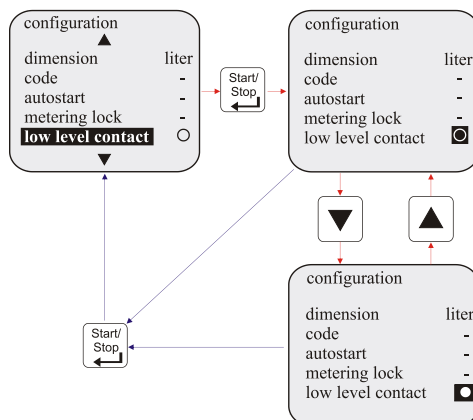 configuration
dimension liter
code -
autostart -
metering lock -
low level contact
Start/
Stop
configuration
dimension liter
code -
autostart -
metering lock -
low level contact
Start/
Stop
configuration
dimension liter
code -
autostart -
metering lock -
low level contact